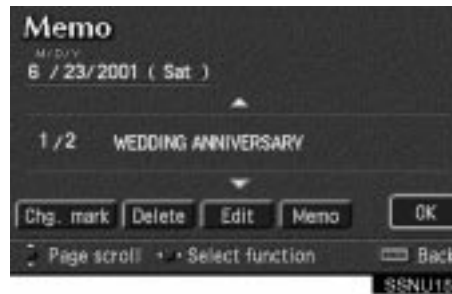 Memo
M/D/Y
6 / 23/ 2001 ( Sat )
1/2 WEDDING ANNIVERSARY
Chg. mark Delete Edit Memo OK
Page scroll Select function Back